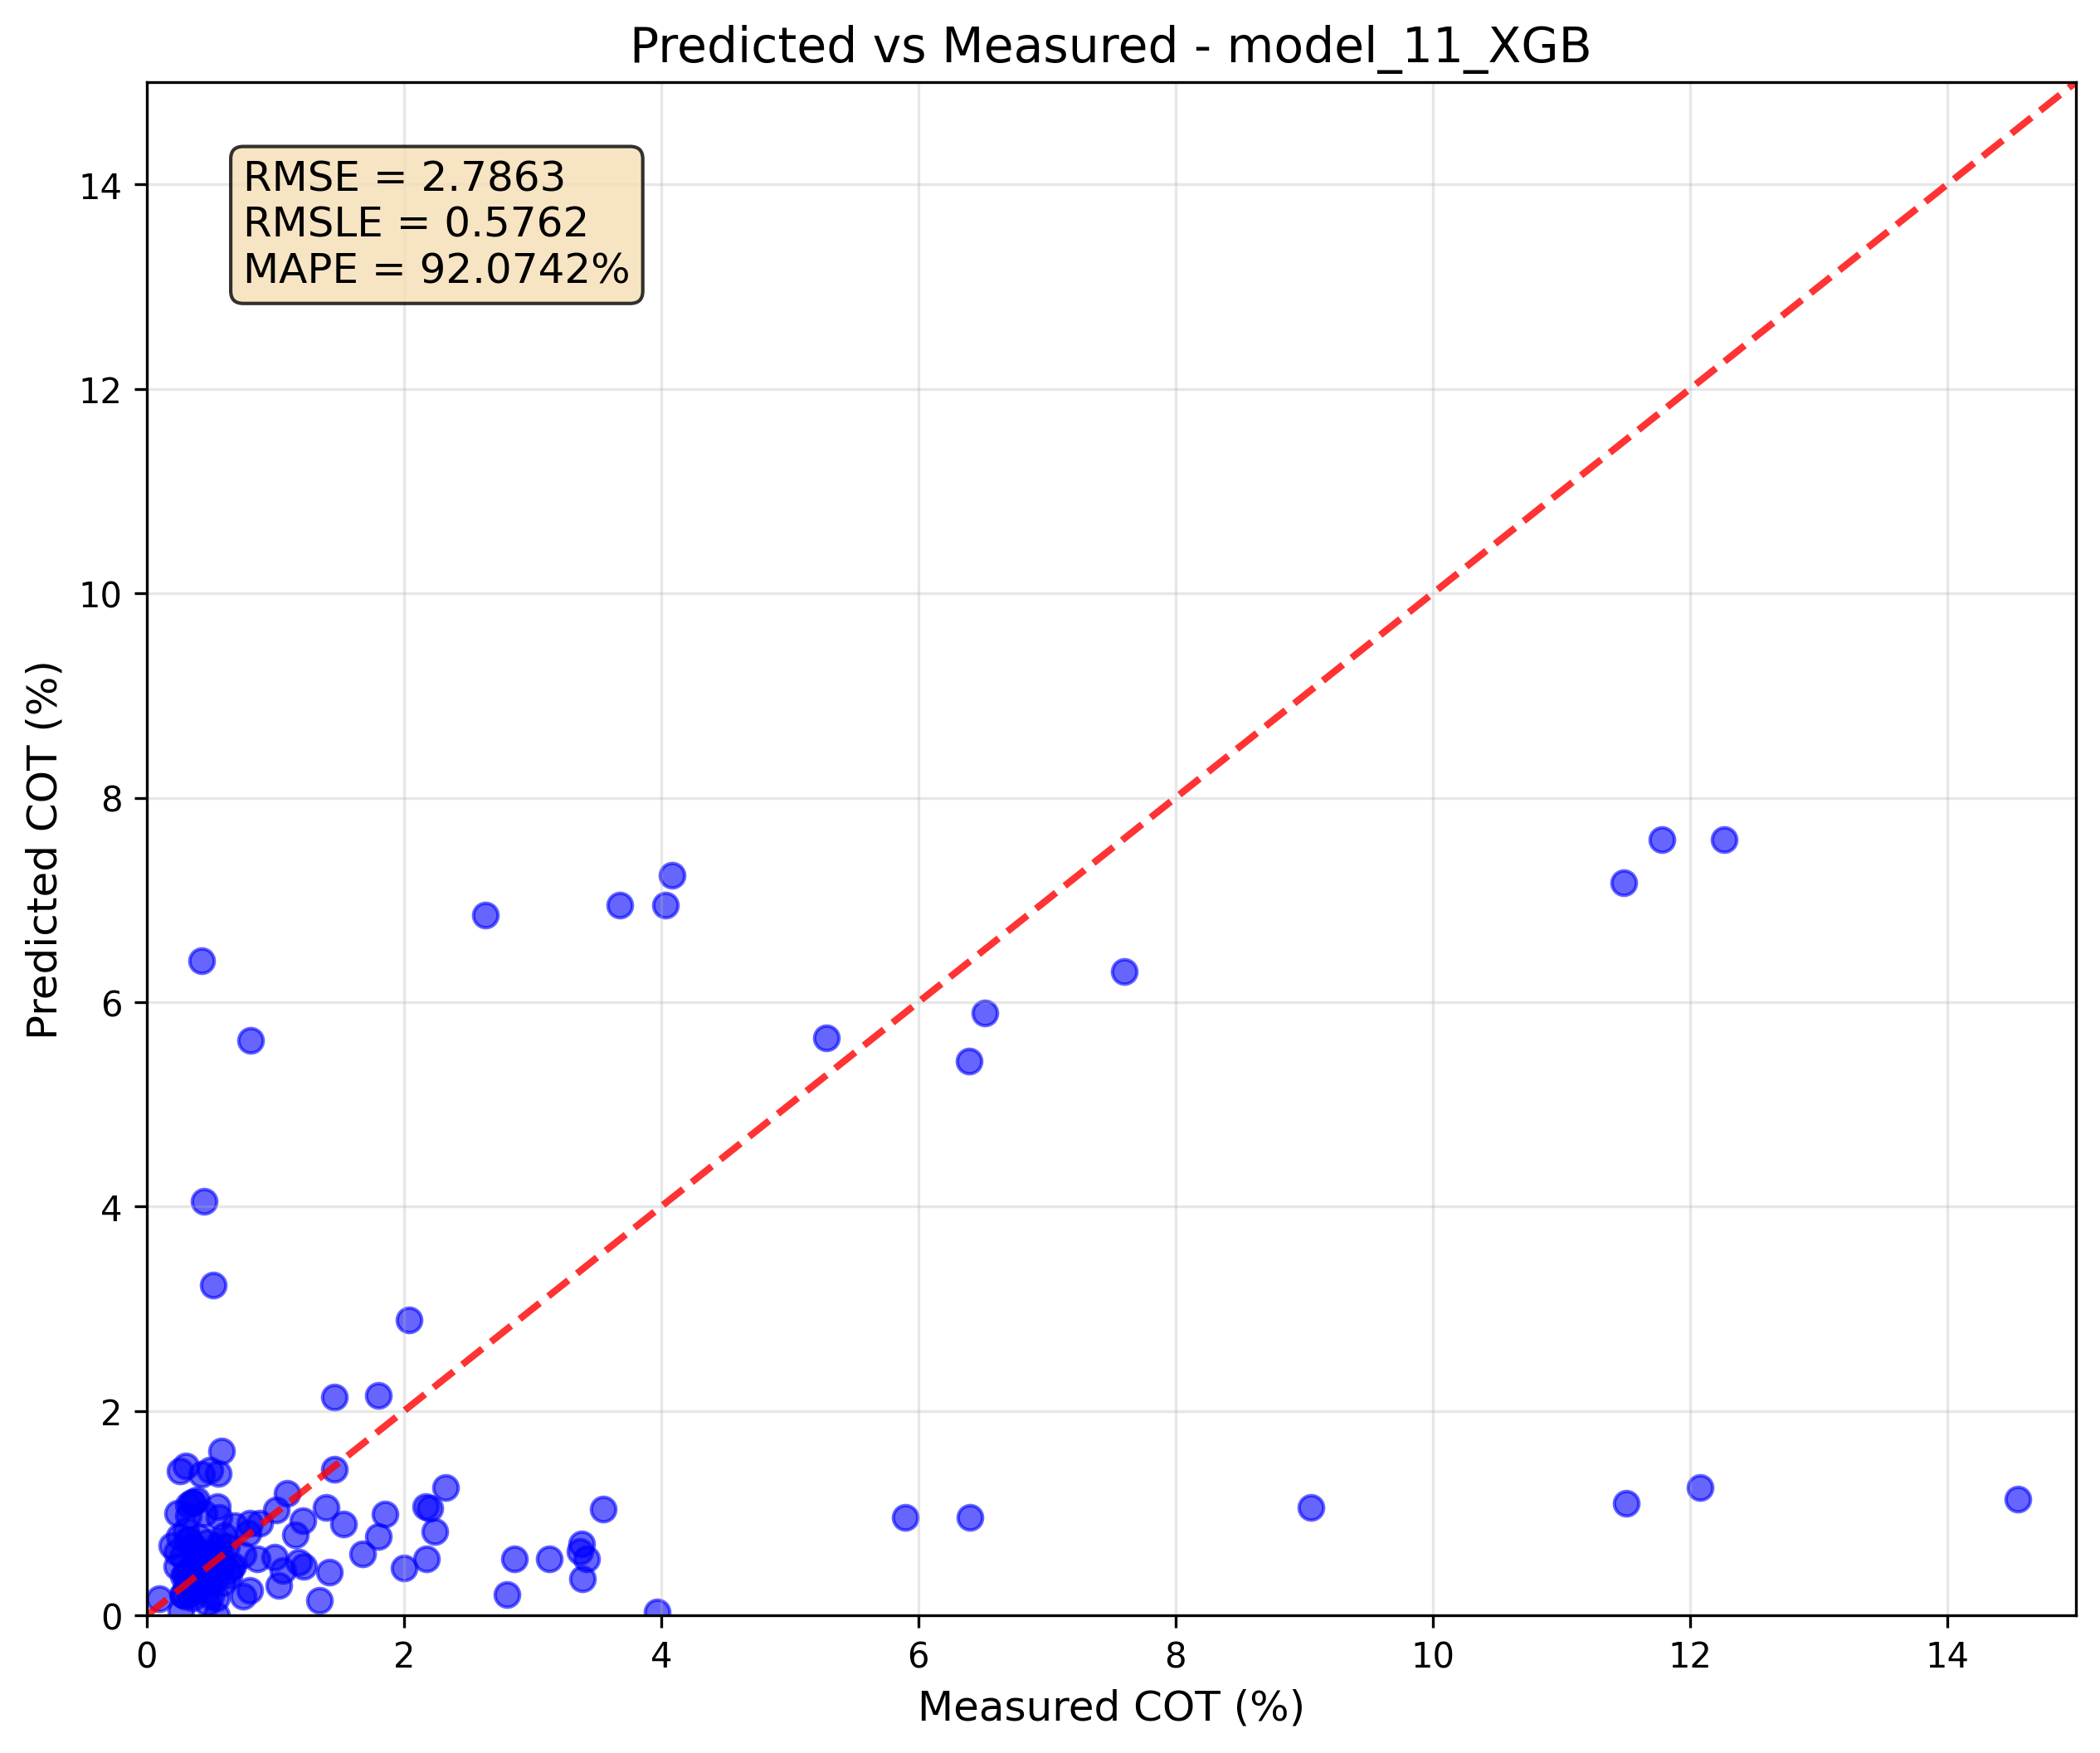 Predicted vs Measured - model_11_XGB
RMSE = 2.7863
RMSLE = 0.5762
MAPE = 92.0742%
14
12
10
8
6
4
2
0
Predicted COT (%)
0 2 4 6 8 10 12 14
Measured COT (%)